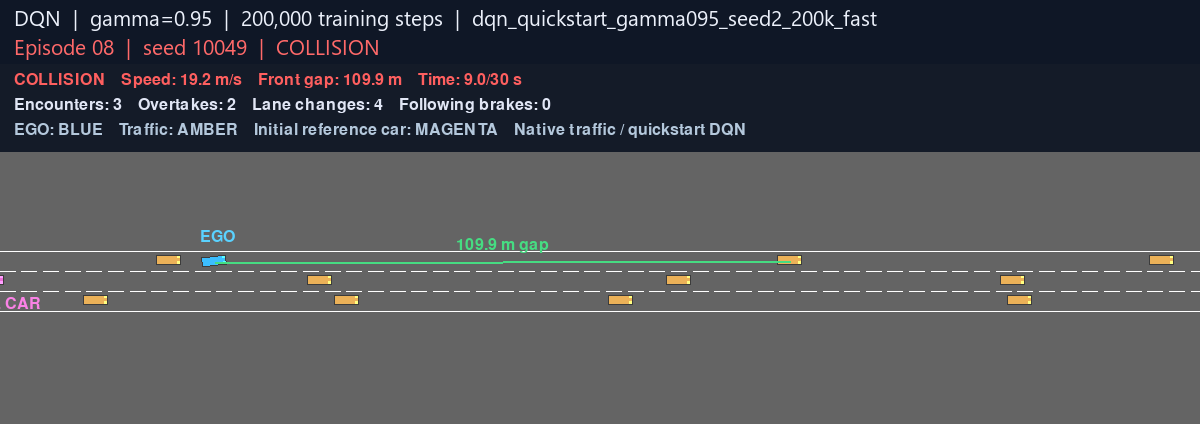 DQN | gamma=0.95 | 200,000 training steps | dqn_quickstart_gamma095_seed2_200k_fast
Episode 08 | seed 10049 | COLLISION
COLLISION Speed: 19.2 m/s Front gap: 109.9 m Time: 9.0/30 s
Encounters: 3 Overtakes: 2 Lane changes: 4 Following brakes: 0
EGO: BLUE Traffic: AMBER Initial reference car: MAGENTA Native traffic / quickstart DQN
EGO
109.9 m gap
CAR